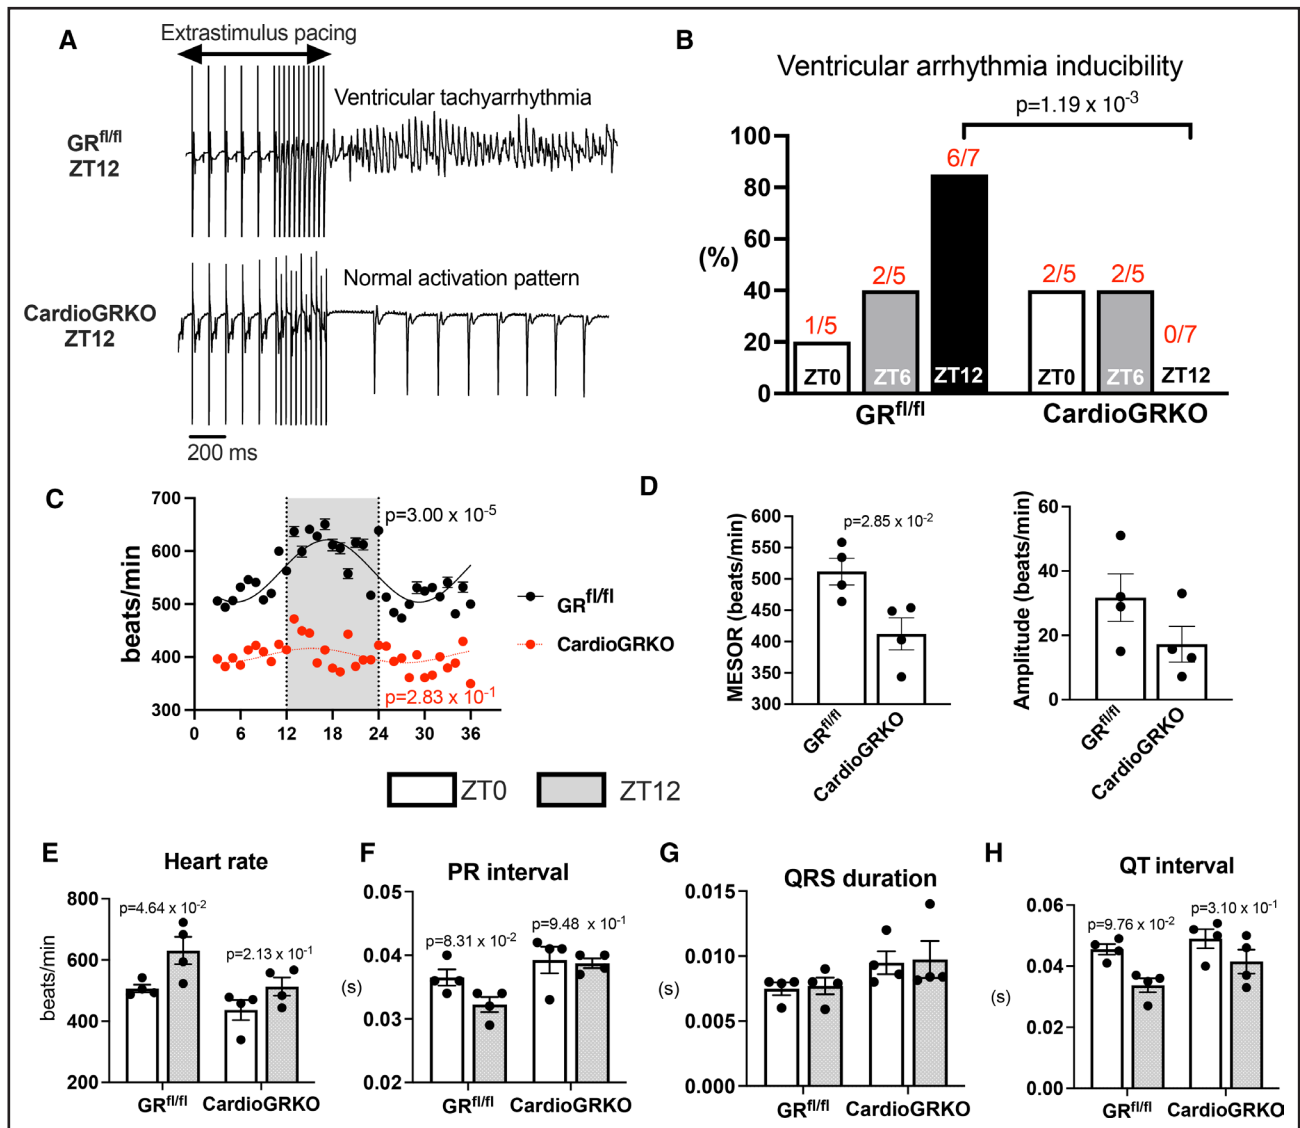 A
Extrastimulus pacing
Ventricular tachyarrhythmia
GRfl/fl
ZT12
Normal activation pattern
CardioGRKO
ZT12
200 ms
B
Ventricular arrhythmia inducibility
p=1.19 x 10-3
100
80
60
40
20
0
(%)
1/5
2/5
6/7
2/5
2/5
0/7
ZT0
ZT6
ZT12
ZT0
ZT6
ZT12
GRfl/fl
CardioGRKO
C
700
600
500
400
300
beats/min
p=3.00 x 10-5
p=2.83 x 10-1
0
6
12
18
24
30
36
GRfl/fl
CardioGRKO
D
600
550
500
450
400
350
300
MESOR (beats/min)
p=2.85 x 10-2
GRfl/fl
CardioGRKO
60
40
20
0
Amplitude (beats/min)
GRfl/fl
CardioGRKO
ZT0
ZT12
E
Heart rate
800
600
400
200
beats/min
p=4.64 x 10-2
p=2.13 x 10-1
GRfl/fl
CardioGRKO
F
PR interval
0.05
0.04
0.03
0.02
(s)
p=8.31 x 10-2
p=9.48 x 10-1
GRfl/fl
CardioGRKO
G
QRS duration
0.015
0.010
0.005
0.000
(s)
GRfl/fl
CardioGRKO
H
QT interval
0.06
0.04
0.02
0.00
(s)
p=9.76 x 10-2
p=3.10 x 10-1
GRfl/fl
CardioGRKO